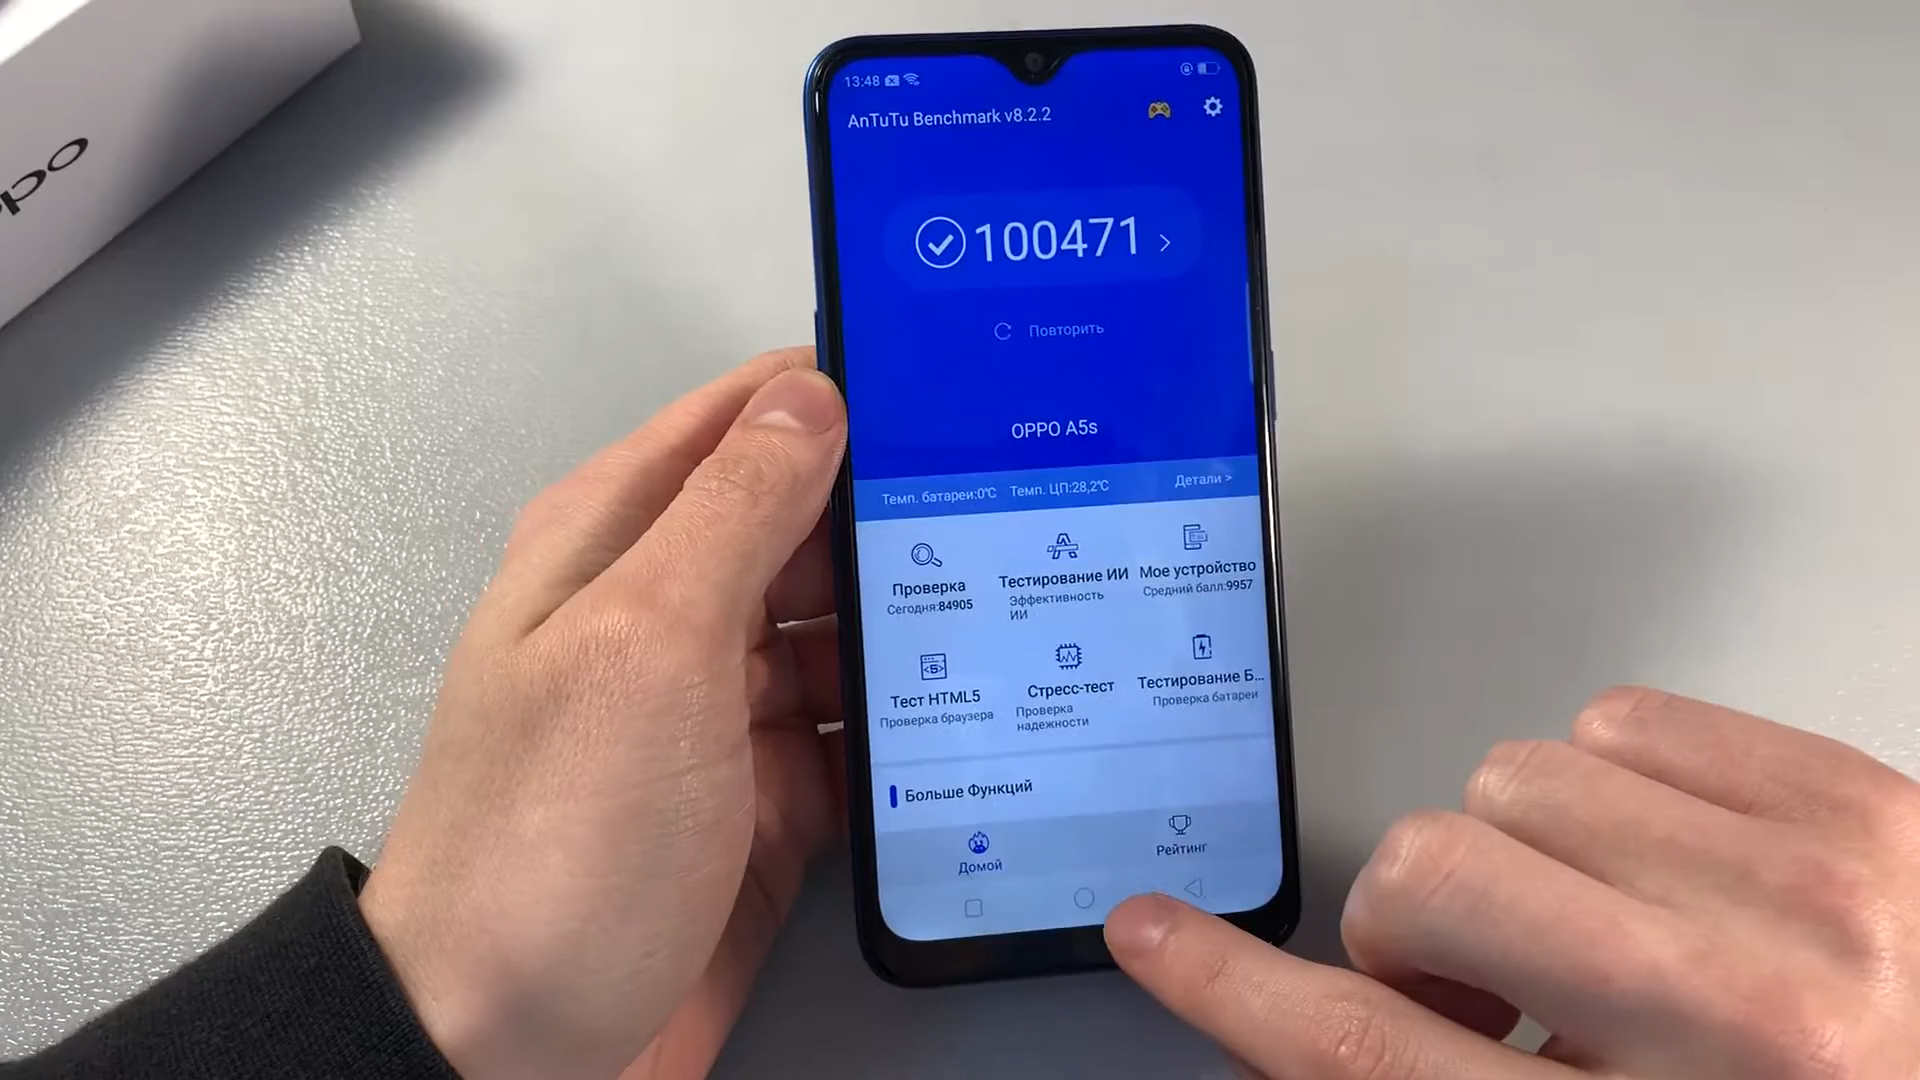 oppo
13:48
AnTuTu Benchmark v8.2.2
100471 >
Повторить
OPPO A5s
Темп. батареи:0℃ Темп. ЦП:28,2℃ Детали >
Проверка
Сегодня:84905
Тестирование ИИ
Эффективность
ИИ
Мое устройство
Средний балл:9957
Тест HTML5
Проверка браузера
Стресс-тест
Проверка
надежности
Тестирование Б...
Проверка батареи
Больше Функций
Домой
Рейтинг